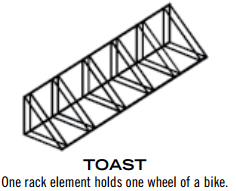 TOAST
One rack element holds one wheel of a bike.